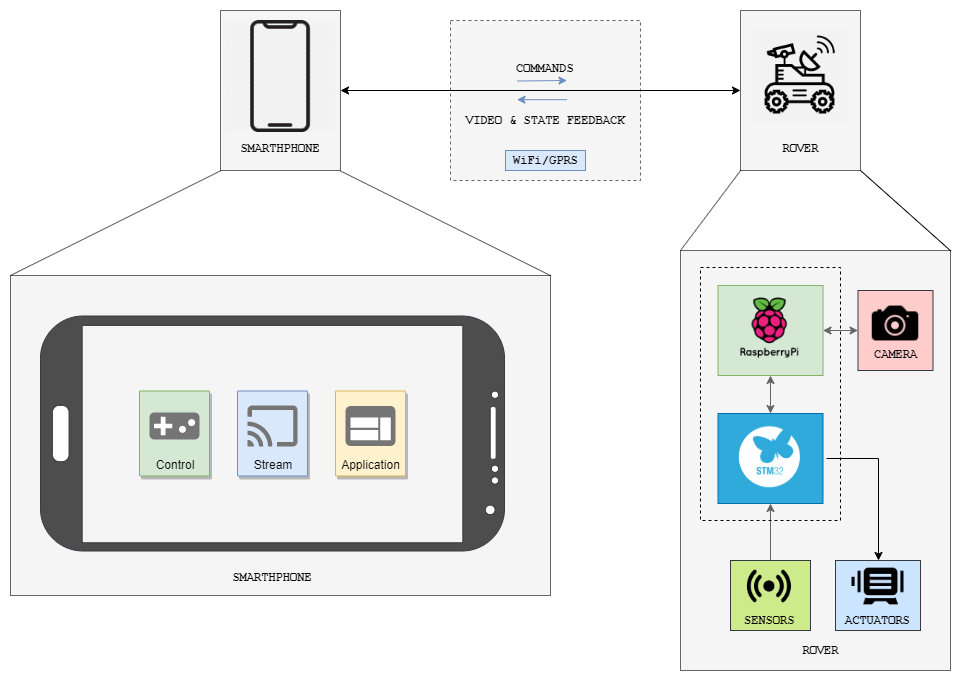 COMMANDS
VIDEO & STATE FEEDBACK
WiFi/GPRS
SMARTHPHONE
ROVER
Control
Stream
Application
SMARTHPHONE
RaspberryPi
CAMERA
STM32
SENSORS
ACTUATORS
ROVER